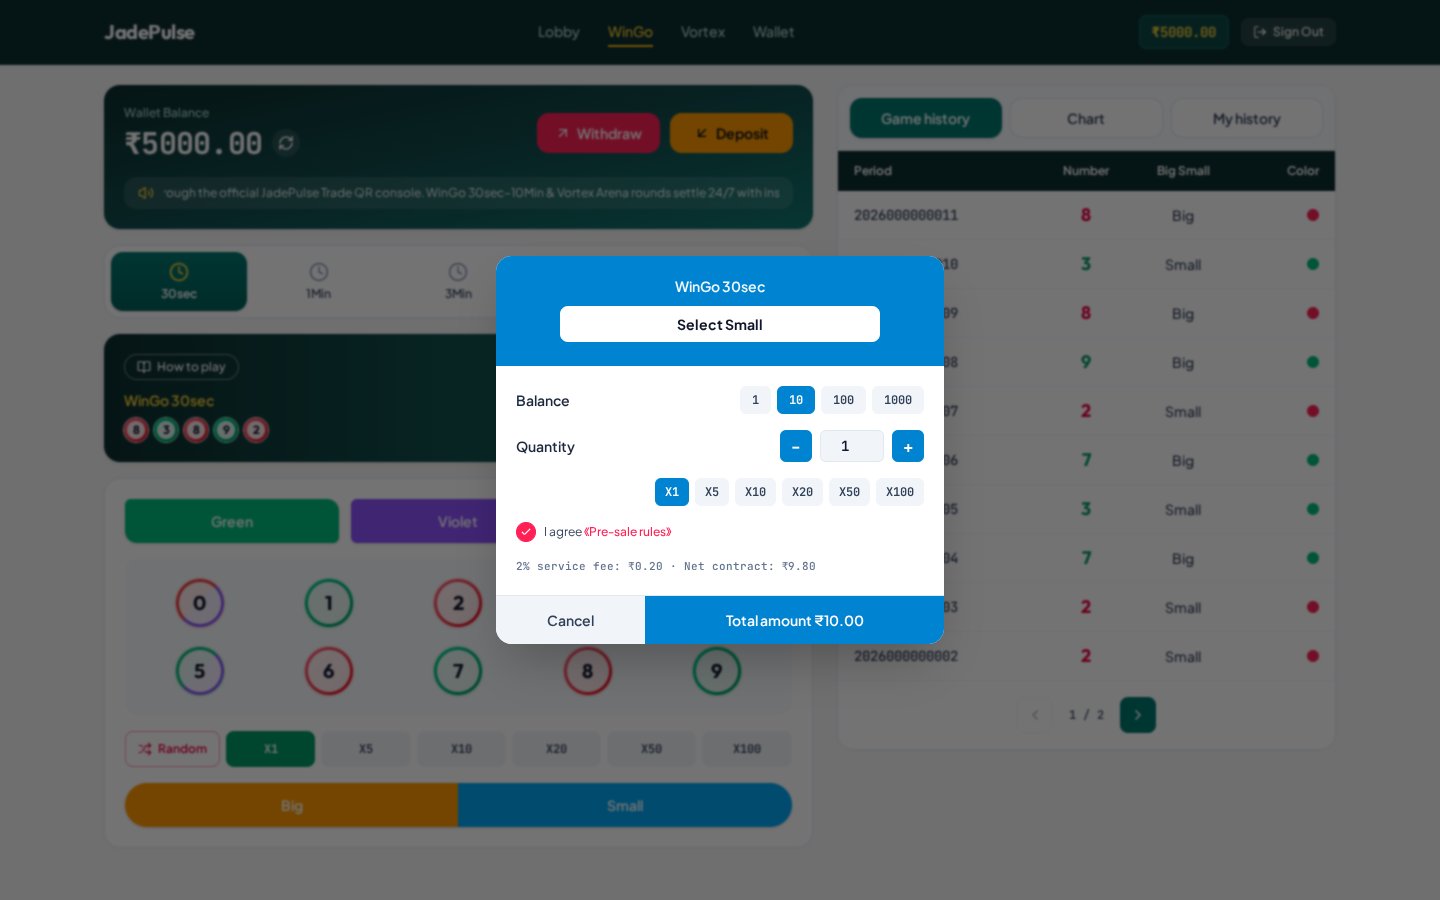 JadePulse
Lobby
WinGo
Vortex
Wallet
₹5000.00
Sign Out
Wallet Balance
₹5000.00
Withdraw
Deposit
ough the official JadePulse Trade QR console. WinGo 30sec–10Min & Vortex Arena rounds settle 24/7 with ins
30sec
1Min
3Min
How to play
WinGo 30sec
8 3 8 9 2
Green
Violet
0 1 2
5 6 7 8 9
Random
X1
X5
X10
X20
X50
X100
Big
Small
WinGo 30sec
Select Small
Balance
1
10
100
1000
Quantity
-
1
+
X1
X5
X10
X20
X50
X100
I agree《Pre-sale rules》
2% service fee: ₹0.20 · Net contract: ₹9.80
Cancel
Total amount ₹10.00
Game history
Chart
My history
Period Number Big Small Color
2026000000011 8 Big
10 3 Small
09 8 Big
08 9 Big
07 2 Small
06 7 Big
05 3 Small
04 7 Big
03 2 Small
2026000000002 2 Small
1 / 2